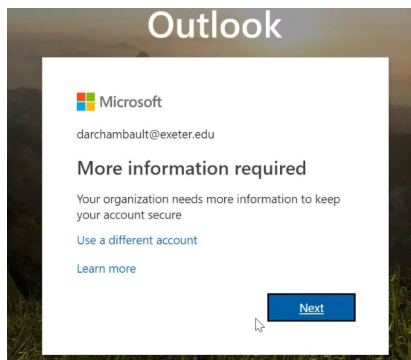 Outlook
Microsoft
darchambault@exeter.edu
More information required
Your organization needs more information to keep
your account secure
Use a different account
Learn more
Next